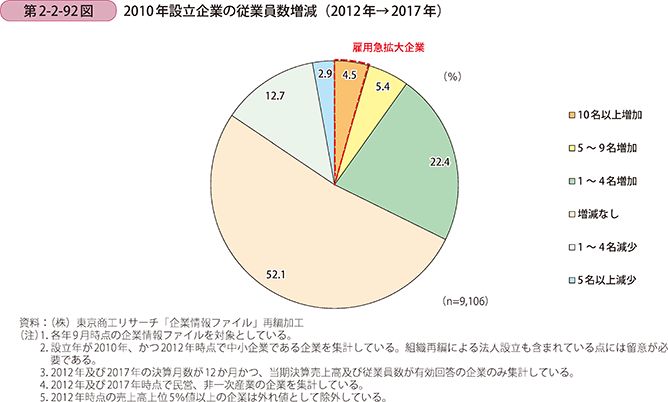 第2-2-92図 2010年設立企業の従業員数増減（2012年→2017年）
雇用急拡大企業
（%）
2.9
4.5
5.4
12.7
22.4
52.1
10名以上増加
5～9名増加
1～4名増加
増減なし
1～4名減少
5名以上減少
（n=9,106）
資料：（株）東京商工リサーチ「企業情報ファイル」再編加工
（注）1. 各年9月時点の企業情報ファイルを対象としている。
2. 設立年が2010年、かつ2012年時点で中小企業である企業を集計している。組織再編による法人設立も含まれている点には留意が必
要である。
3. 2012年及び2017年の決算月数が12か月かつ、当期決算売上高及び従業員数が有効回答の企業のみ集計している。
4. 2012年及び2017年時点で民営、非一次産業の企業を集計している。
5. 2012年時点の売上高上位5%値以上の企業は外れ値として除外している。